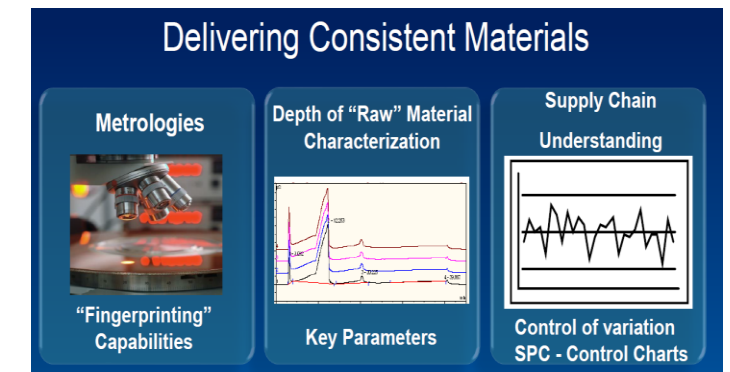 Delivering Consistent Materials
Metrologies
“Fingerprinting”
Capabilities
Depth of “Raw” Material
Characterization
Key Parameters
Supply Chain
Understanding
Control of variation
SPC - Control Charts